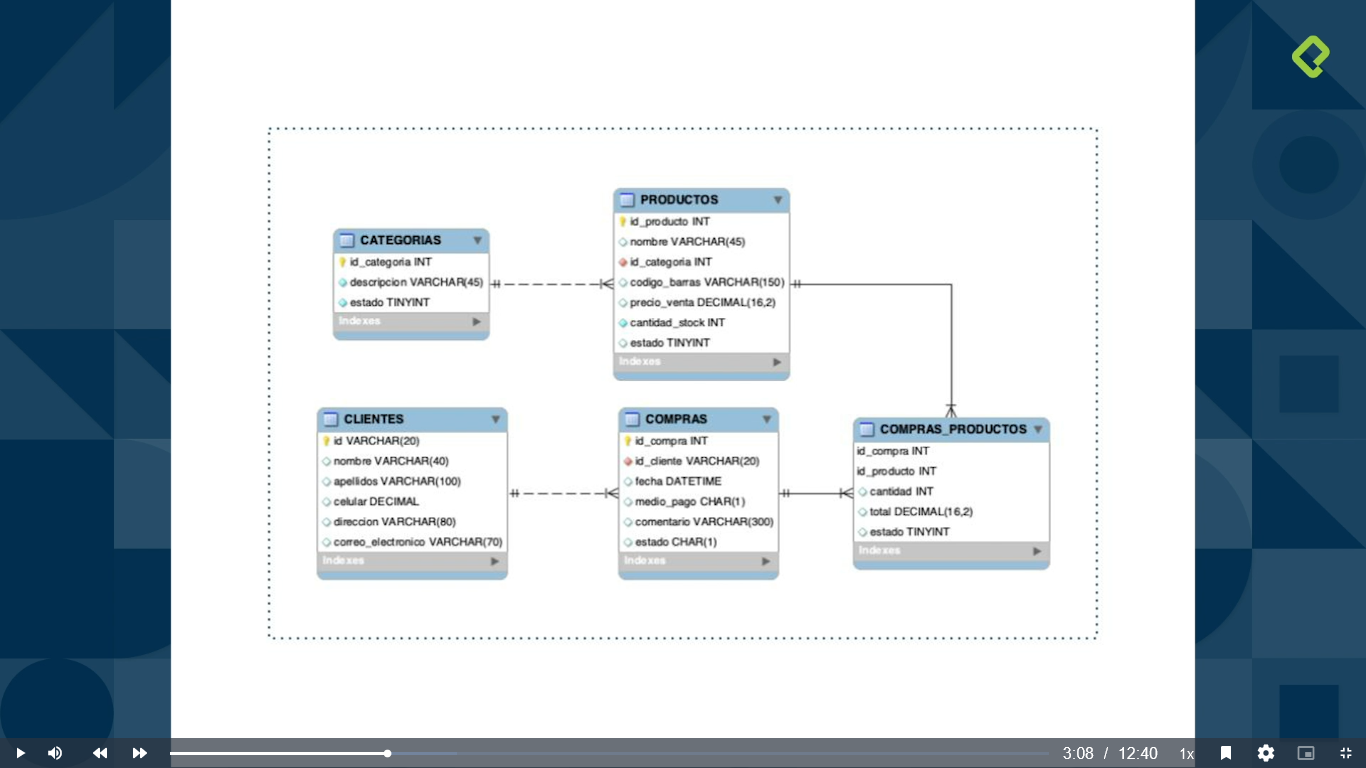 CATEGORIAS
id_categoria INT
descripcion VARCHAR(45)
estado TINYINT
Indexes
PRODUCTOS
id_producto INT
nombre VARCHAR(45)
id_categoria INT
codigo_barras VARCHAR(150)
precio_venta DECIMAL(16,2)
cantidad_stock INT
estado TINYINT
Indexes
CLIENTES
id VARCHAR(20)
nombre VARCHAR(40)
apellidos VARCHAR(100)
celular DECIMAL
direccion VARCHAR(80)
correo_electronico VARCHAR(70)
Indexes
COMPRAS
id_compra INT
id_cliente VARCHAR(20)
fecha DATETIME
medio_pago CHAR(1)
comentario VARCHAR(300)
estado CHAR(1)
Indexes
COMPRAS_PRODUCTOS
id_compra INT
id_producto INT
cantidad INT
total DECIMAL(16,2)
estado TINYINT
Indexes
3:08 / 12:40 1x